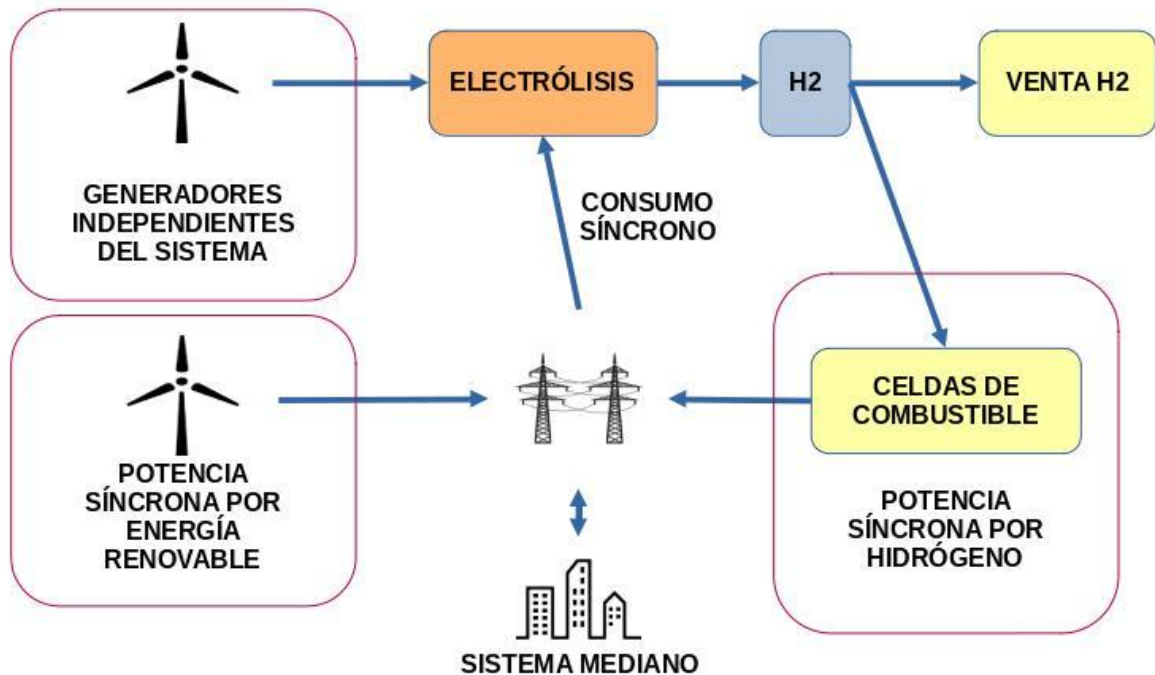 ELECTRÓLISIS
H2
VENTA H2
GENERADORES
INDEPENDIENTES
DEL SISTEMA
CONSUMO
SÍNCRONO
CELDAS DE
COMBUSTIBLE
POTENCIA
SÍNCRONA POR
ENERGÍA
RENOVABLE
POTENCIA
SÍNCRONA POR
HIDRÓGENO
SISTEMA MEDIANO